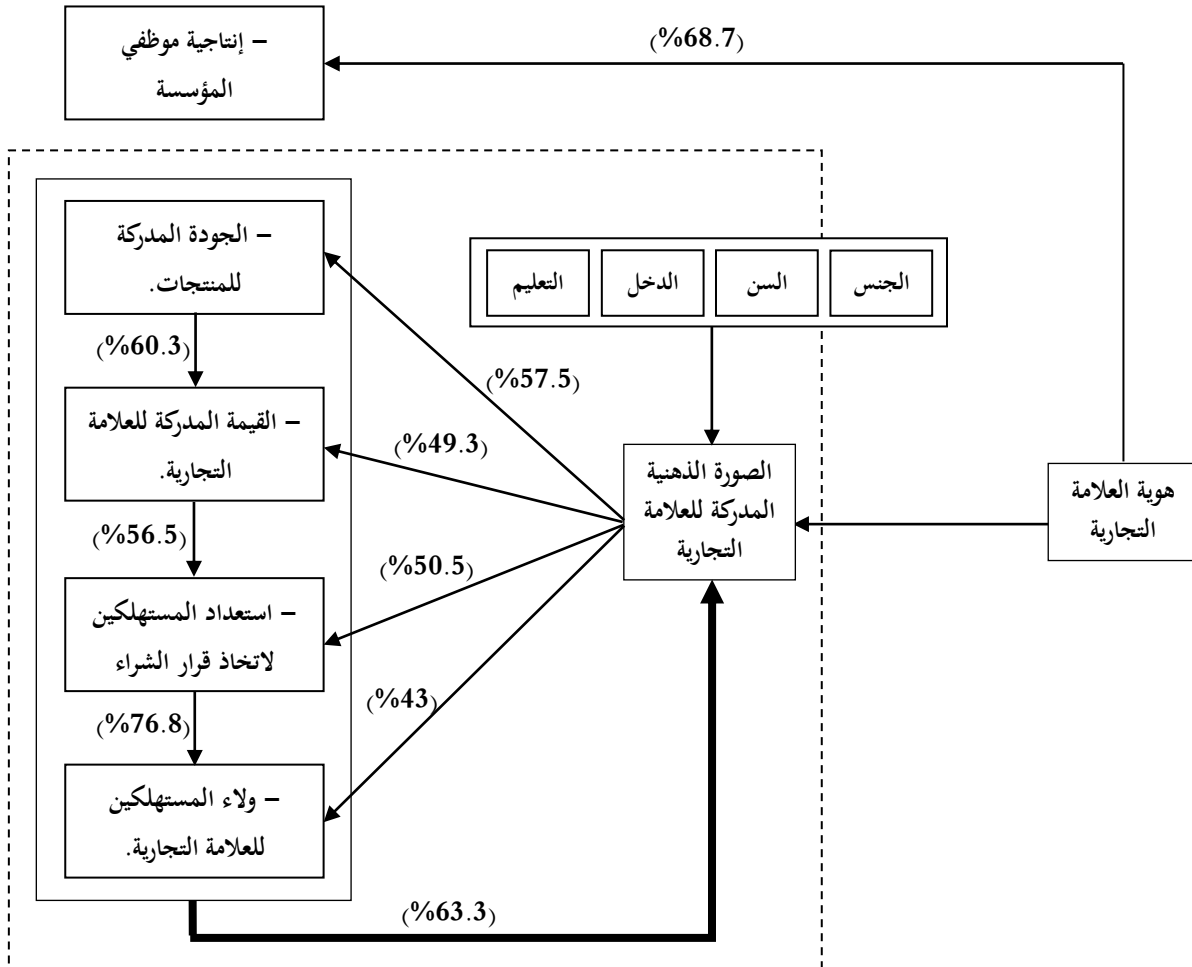 (%68.7)
– إنتاجية موظفي
المؤسسة
– الجودة المدركة
للمنتجات.
الجنس
السن
الدخل
التعليم
(%60.3)
(%57.5)
– القيمة المدركة للعلامة
التجارية.
(%49.3)
الصورة الذهنية
المدركة للعلامة
التجارية
هوية العلامة
التجارية
(%56.5)
(%50.5)
– استعداد المستهلكين
لاتخاذ قرار الشراء
(%76.8)
(%43)
– ولاء المستهلكين
للعلامة التجارية.
(%63.3)